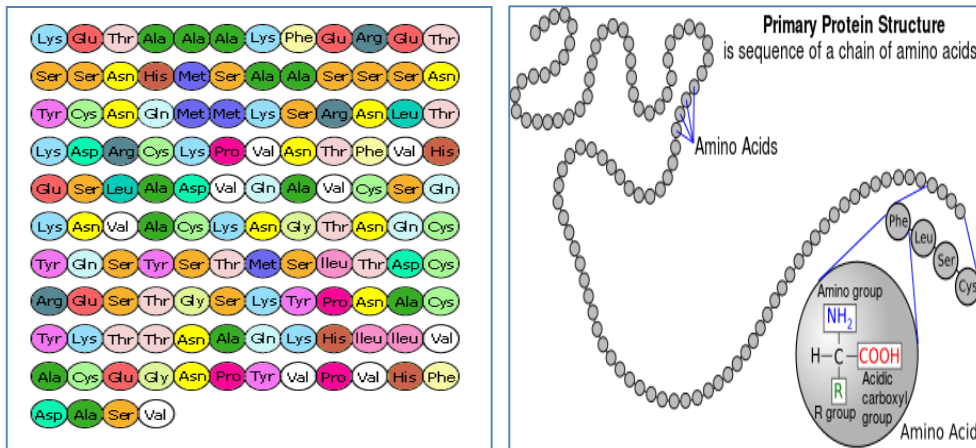 Lys Glu Thr Ala Ala Ala Lys Phe Glu Arg Glu Thr
Ser Ser Asn His Met Ser Ala Ala Ser Ser Ser Asn
Tyr Cys Asn Gln Met Met Lys Ser Arg Asn Leu Thr
Lys Asp Arg Cys Lys Pro Val Asn Thr Phe Val His
Glu Ser Leu Ala Asp Val Gln Ala Val Cys Ser Gln
Lys Asn Val Ala Cys Lys Asn Gly Thr Asn Gln Cys
Tyr Gln Ser Tyr Ser Thr Met Ser Ileu Thr Asp Cys
Arg Glu Ser Thr Gly Ser Lys Tyr Pro Asn Ala Cys
Tyr Lys Thr Thr Asn Ala Gln Lys His Ileu Ileu Val
Ala Cys Glu Gly Asn Pro Tyr Val Pro Val His Phe
Asp Ala Ser Val
Primary Protein Structure
is sequence of a chain of amino acids
Amino Acids
Phe
Leu
Ser
Cys
Amino group
NH2
H C COOH
R
R group
Acidic
carboxyl
group
Amino Acid